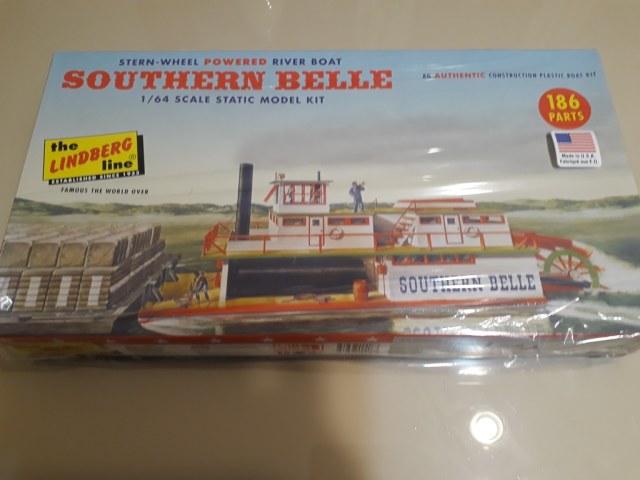 STERN-WHEEL POWERED RIVER BOAT
SOUTHERN BELLE
1/64 SCALE STATIC MODEL KIT
AN AUTHENTIC CONSTRUCTION PLASTIC BOAT KIT
186
PARTS
Made in U.S.A.
the
LINDBERG
line
ESTABLISHED SINCE 1933
FAMOUS THE WORLD OVER
SOUTHERN BELLE